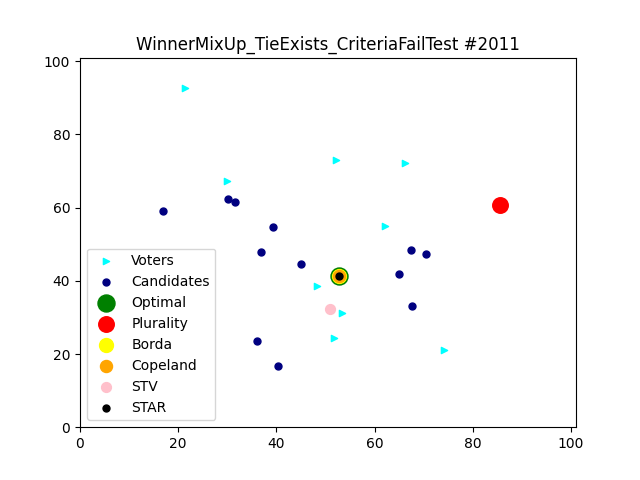 WinnerMixUp_TieExists_CriteriaFailTest #2011
100
80
60
40
20
0
Voters
Candidates
Optimal
Plurality
Borda
Copeland
STV
STAR
0 20 40 60 80 100